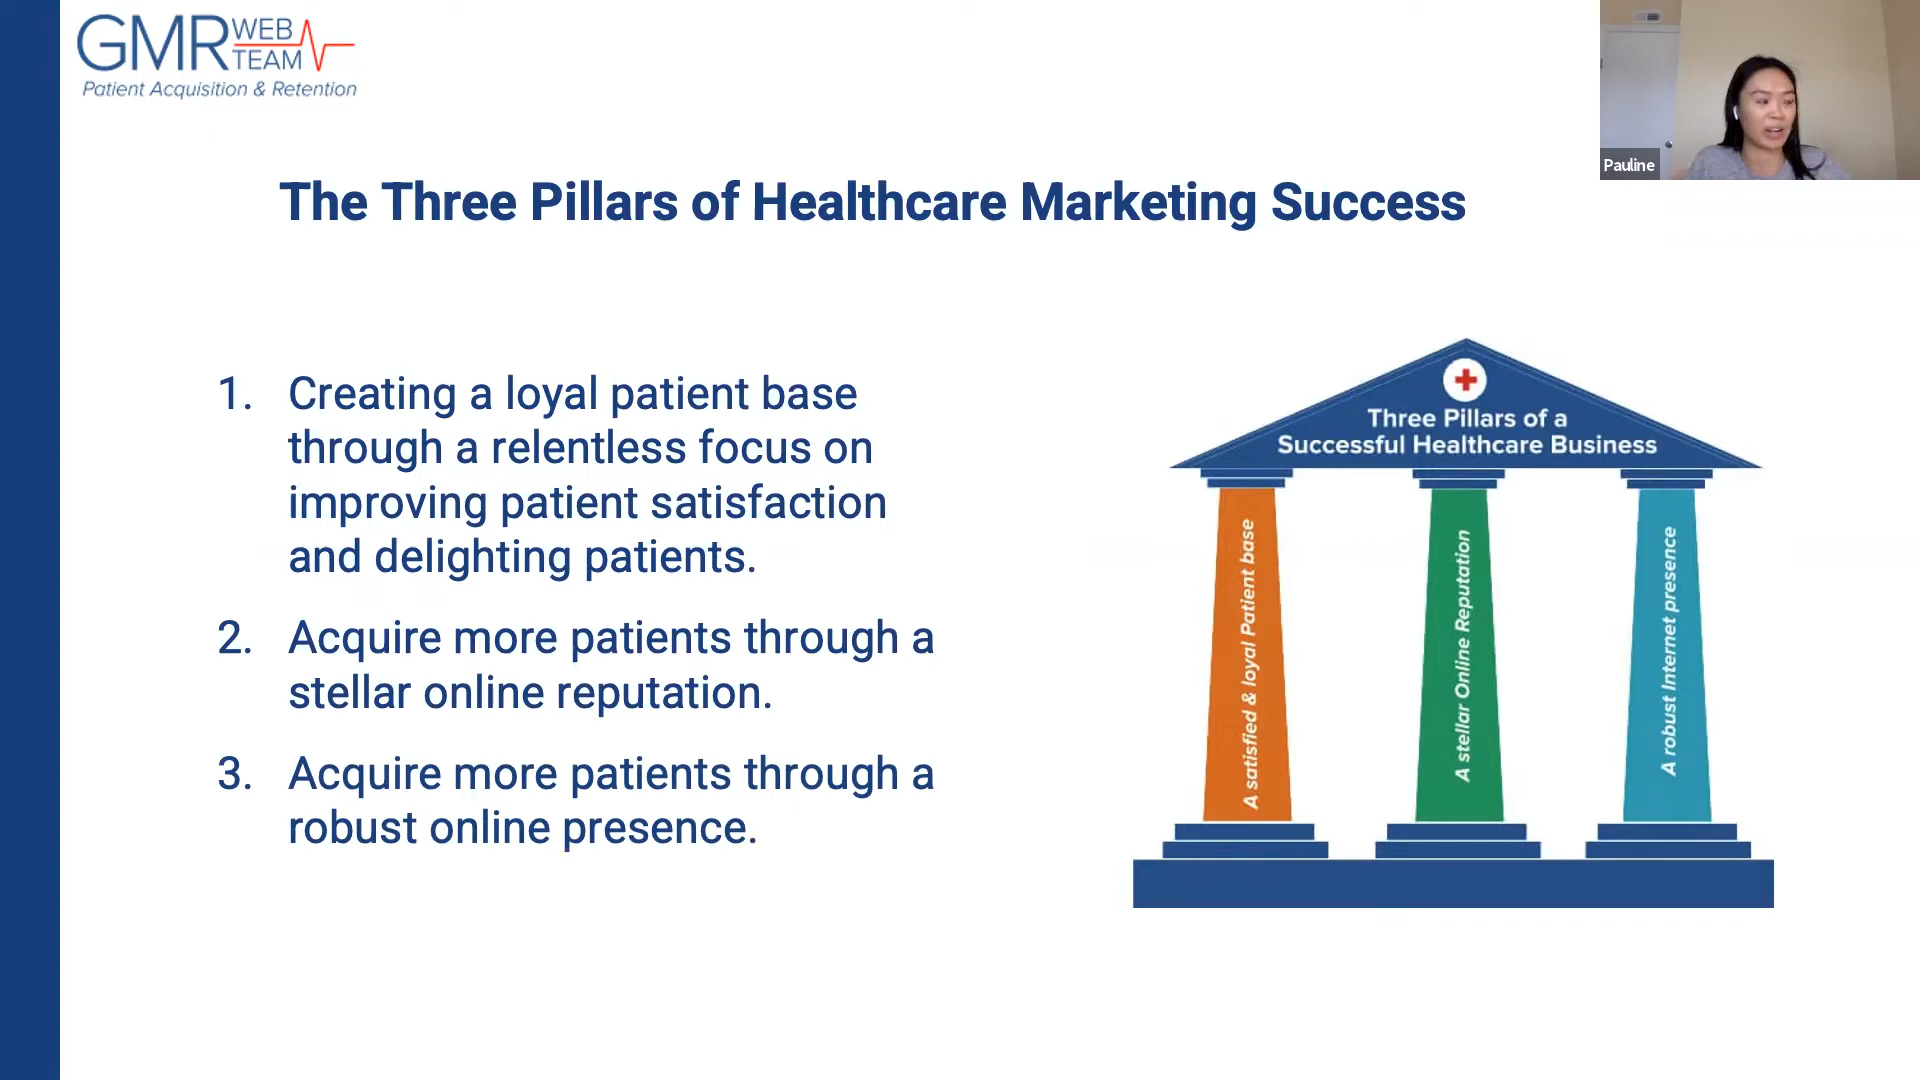 GMR WEB TEAM
Patient Acquisition & Retention
Pauline
The Three Pillars of Healthcare Marketing Success
1. Creating a loyal patient base
through a relentless focus on
improving patient satisfaction
and delighting patients.
2. Acquire more patients through a
stellar online reputation.
3. Acquire more patients through a
robust online presence.
Three Pillars of a
Successful Healthcare Business
A satisfied & loyal Patient base
A stellar Online Reputation
A robust Internet presence